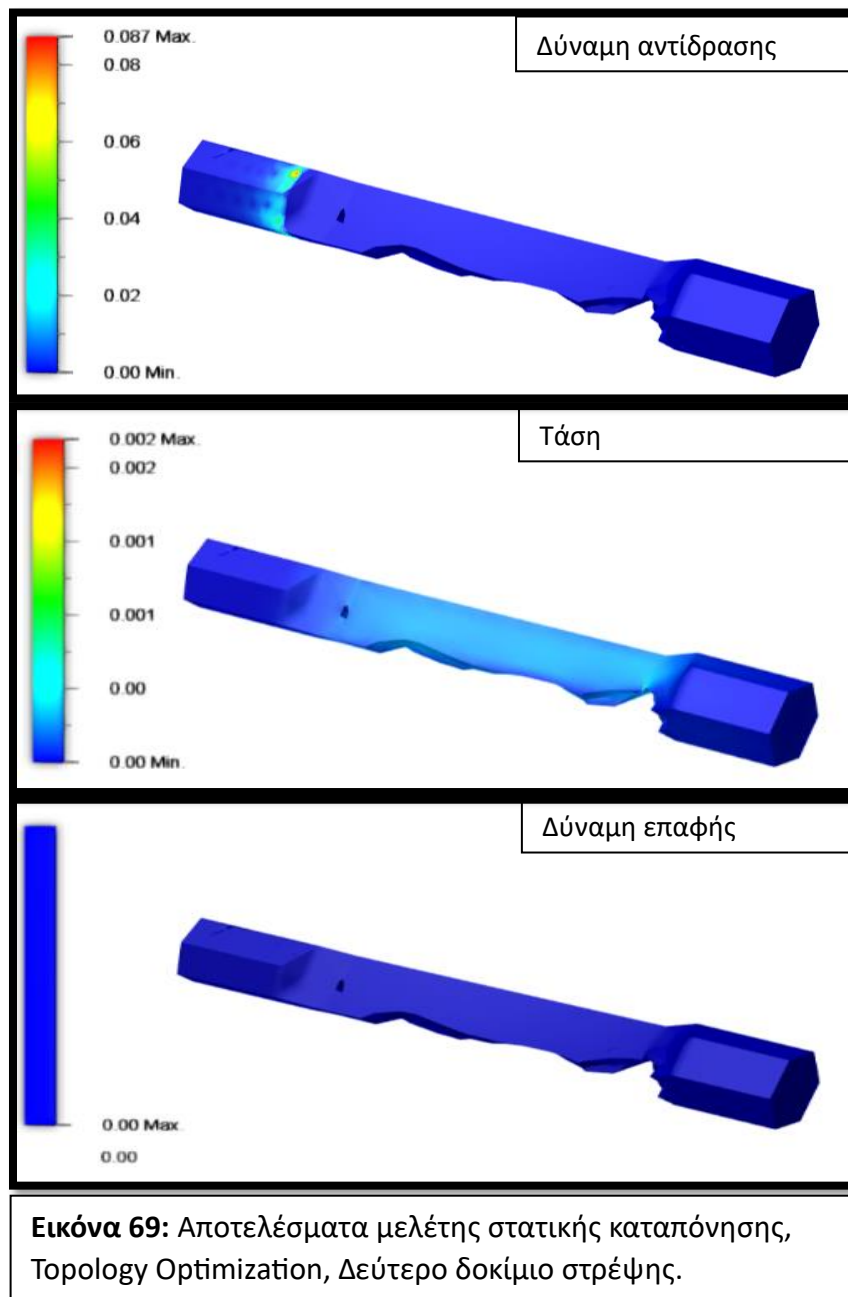 Δύναμη αντίδρασης
0.087 Max.
0.08
0.06
0.04
0.02
0.00 Min.
Τάση
0.002 Max.
0.002
0.001
0.001
0.00
0.00 Min.
Δύναμη επαφής
0.00 Max.
0.00
Εικόνα 69: Αποτελέσματα μελέτης στατικής καταπόνησης,
Topology Optimization, Δεύτερο δοκίμιο στρέψης.